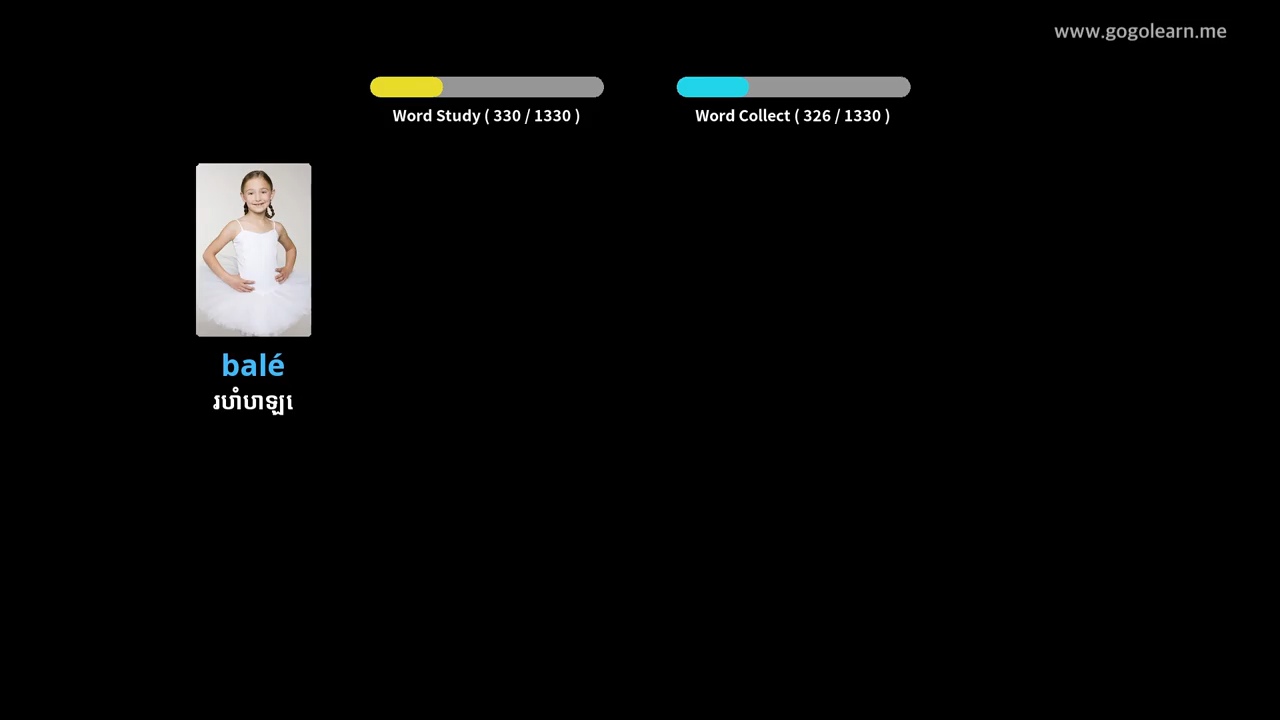 www.gogolearn.me
Word Study ( 330 / 1330 )
Word Collect ( 326 / 1330 )
balé
របាំបាឡេ